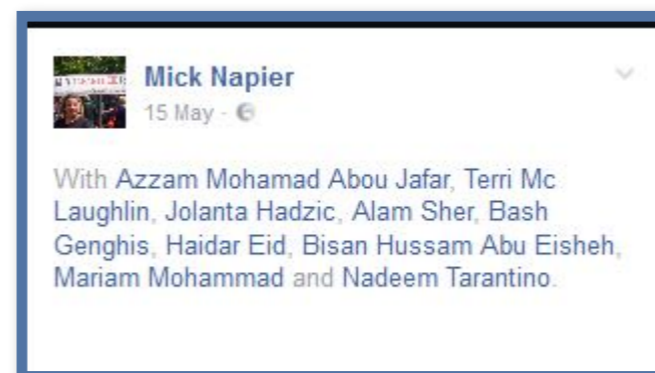 Mick Napier
15 May ·
With Azzam Mohamad Abou Jafar, Terri Mc
Laughlin, Jolanta Hadzic, Alam Sher, Bash
Genghis, Haidar Eid, Bisan Hussam Abu Eisheh,
Mariam Mohammad and Nadeem Tarantino.